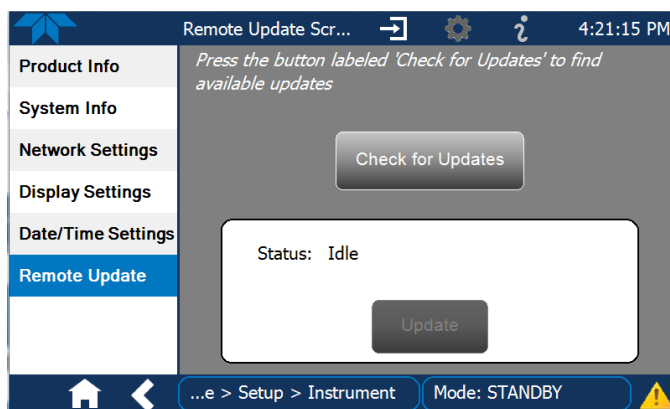 Remote Update Scr...
4:21:15 PM
Product Info
System Info
Network Settings
Display Settings
Date/Time Settings
Remote Update
Press the button labeled 'Check for Updates' to find
available updates
Check for Updates
Status: Idle
Update
...e > Setup > Instrument
Mode: STANDBY